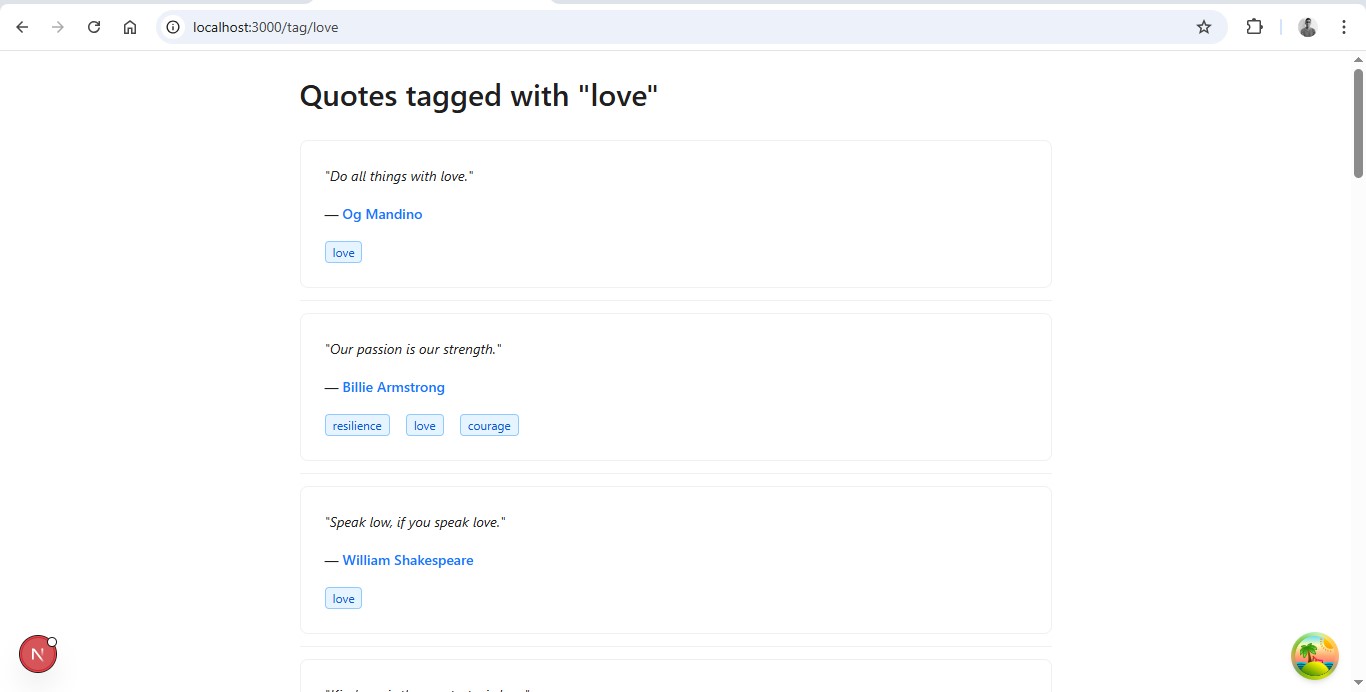 localhost:3000/tag/love
Quotes tagged with "love"
"Do all things with love."
— Og Mandino
love
"Our passion is our strength."
— Billie Armstrong
resilience love courage
"Speak low, if you speak love."
— William Shakespeare
love
N